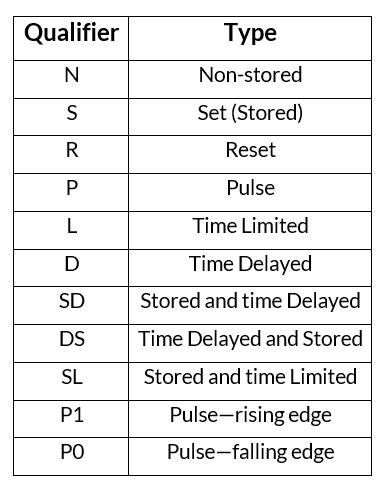 Qualifier Type
N Non-stored
S Set (Stored)
R Reset
P Pulse
L Time Limited
D Time Delayed
SD Stored and time Delayed
DS Time Delayed and Stored
SL Stored and time Limited
P1 Pulse—rising edge
P0 Pulse—falling edge